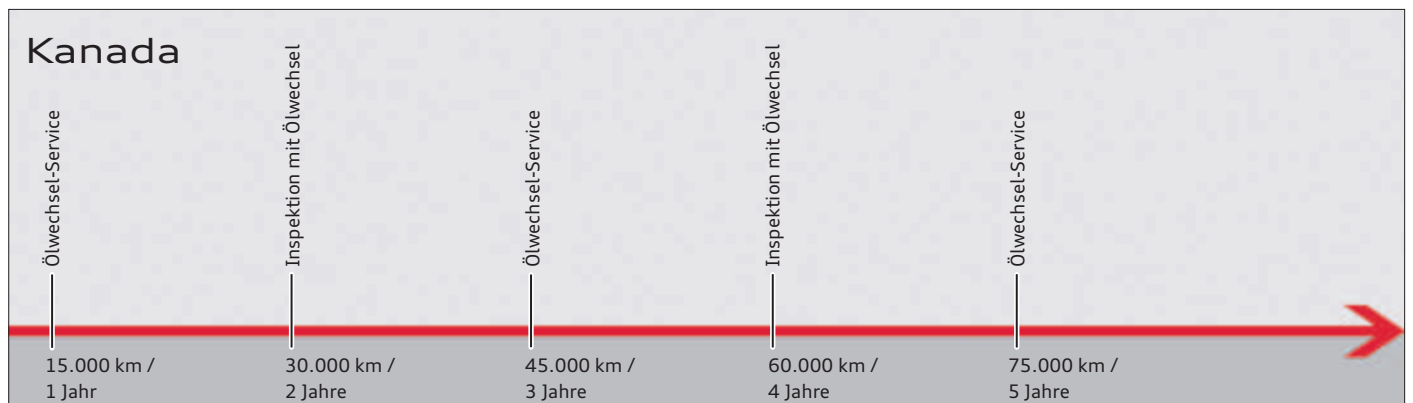 Kanada
Ölwechsel-Service
Inspektion mit Ölwechsel
Ölwechsel-Service
Inspektion mit Ölwechsel
Ölwechsel-Service
15.000 km /
1 Jahr
30.000 km /
2 Jahre
45.000 km /
3 Jahre
60.000 km /
4 Jahre
75.000 km /
5 Jahre